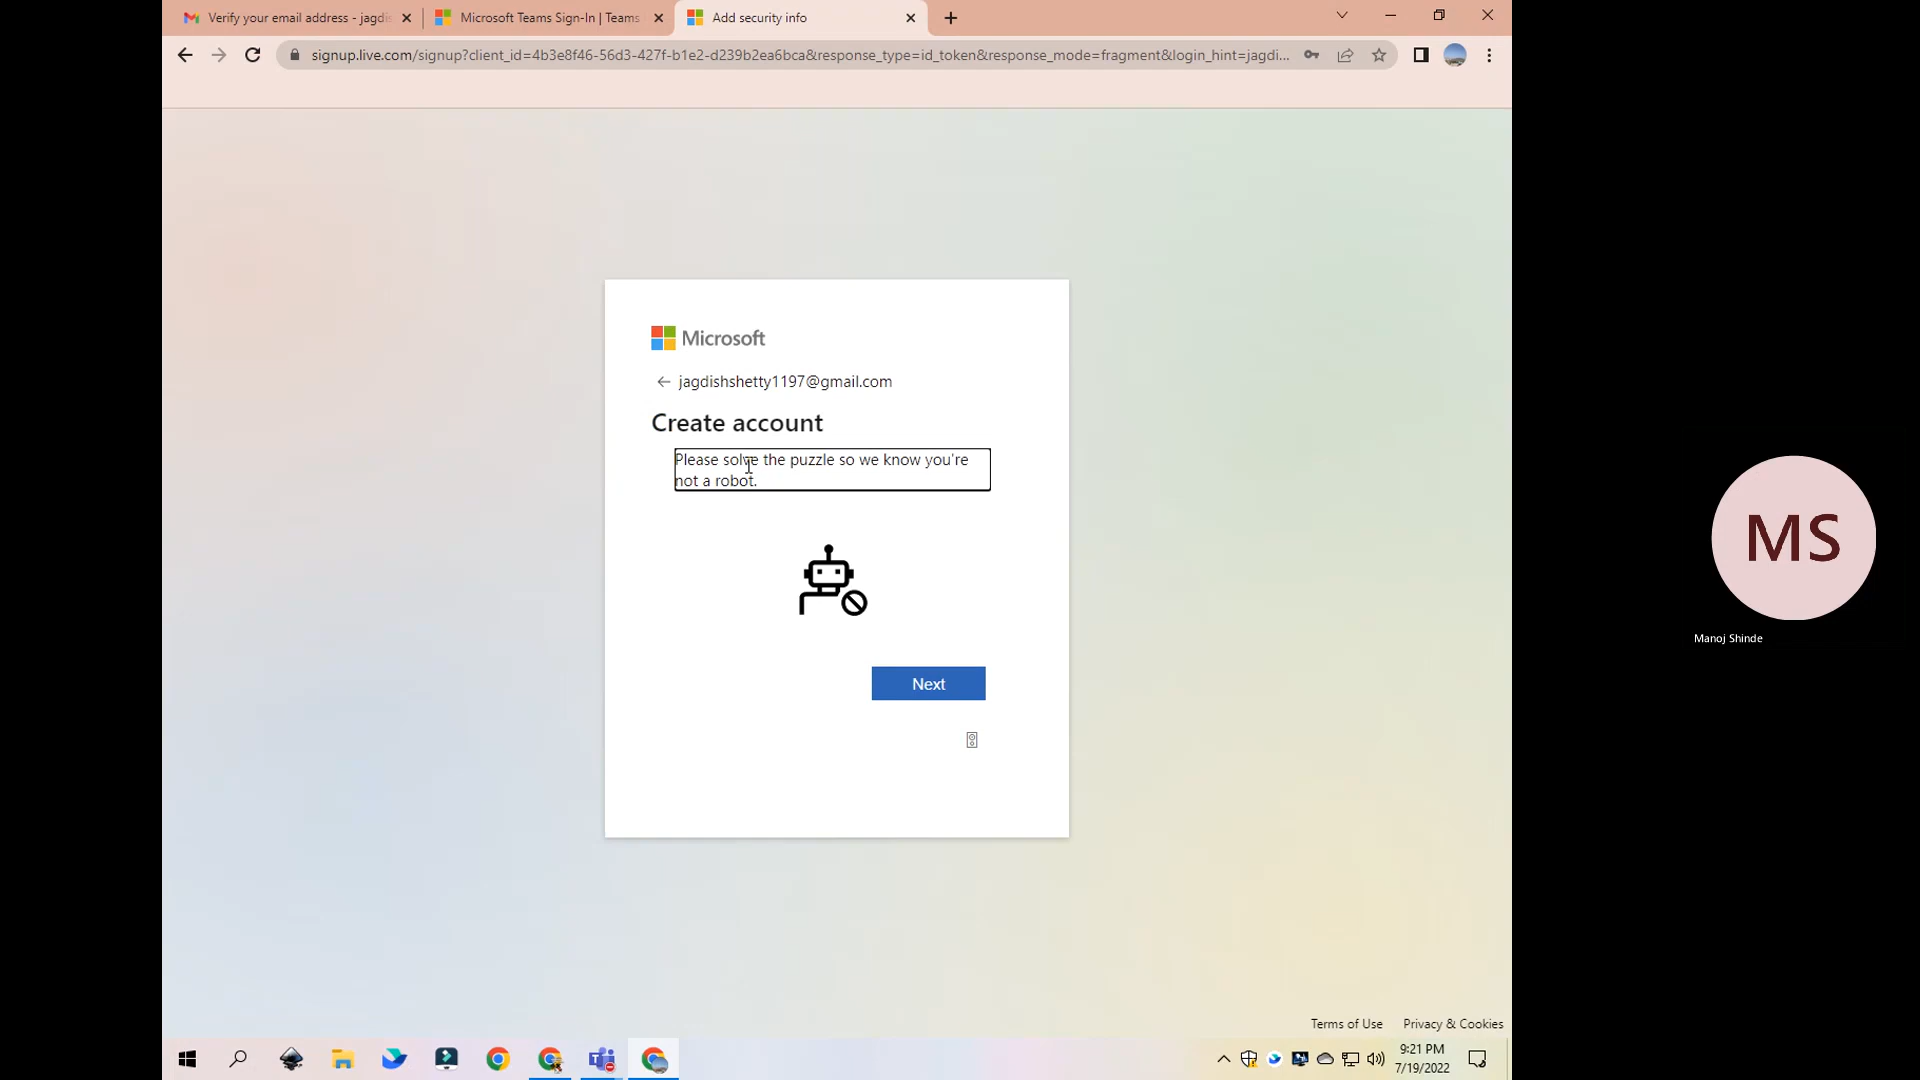 Verify your email address - jagdi
Microsoft Teams Sign-In | Teams
Add security info
signup.live.com/signup?client_id=4b3e8f46-56d3-427f-b1e2-d239b2ea6bca&response_type=id_token&response_mode=fragment&login_hint=jagdi...
Microsoft
jagdishshetty1197@gmail.com
Create account
Please solve the puzzle so we know you're
not a robot.
Next
MS
Manoj Shinde
Terms of Use
Privacy & Cookies
9:21 PM
7/19/2022